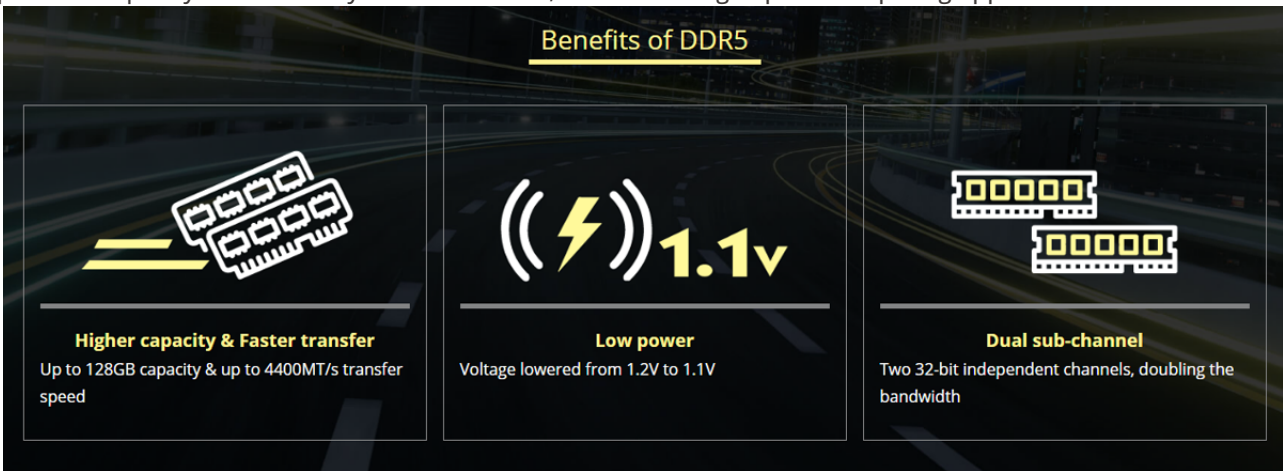 Benefits of DDR5
1.1v
Higher capacity & Faster transfer
Up to 128GB capacity & up to 4400MT/s transfer
speed
Low power
Voltage lowered from 1.2V to 1.1V
Dual sub-channel
Two 32-bit independent channels, doubling the
bandwidth